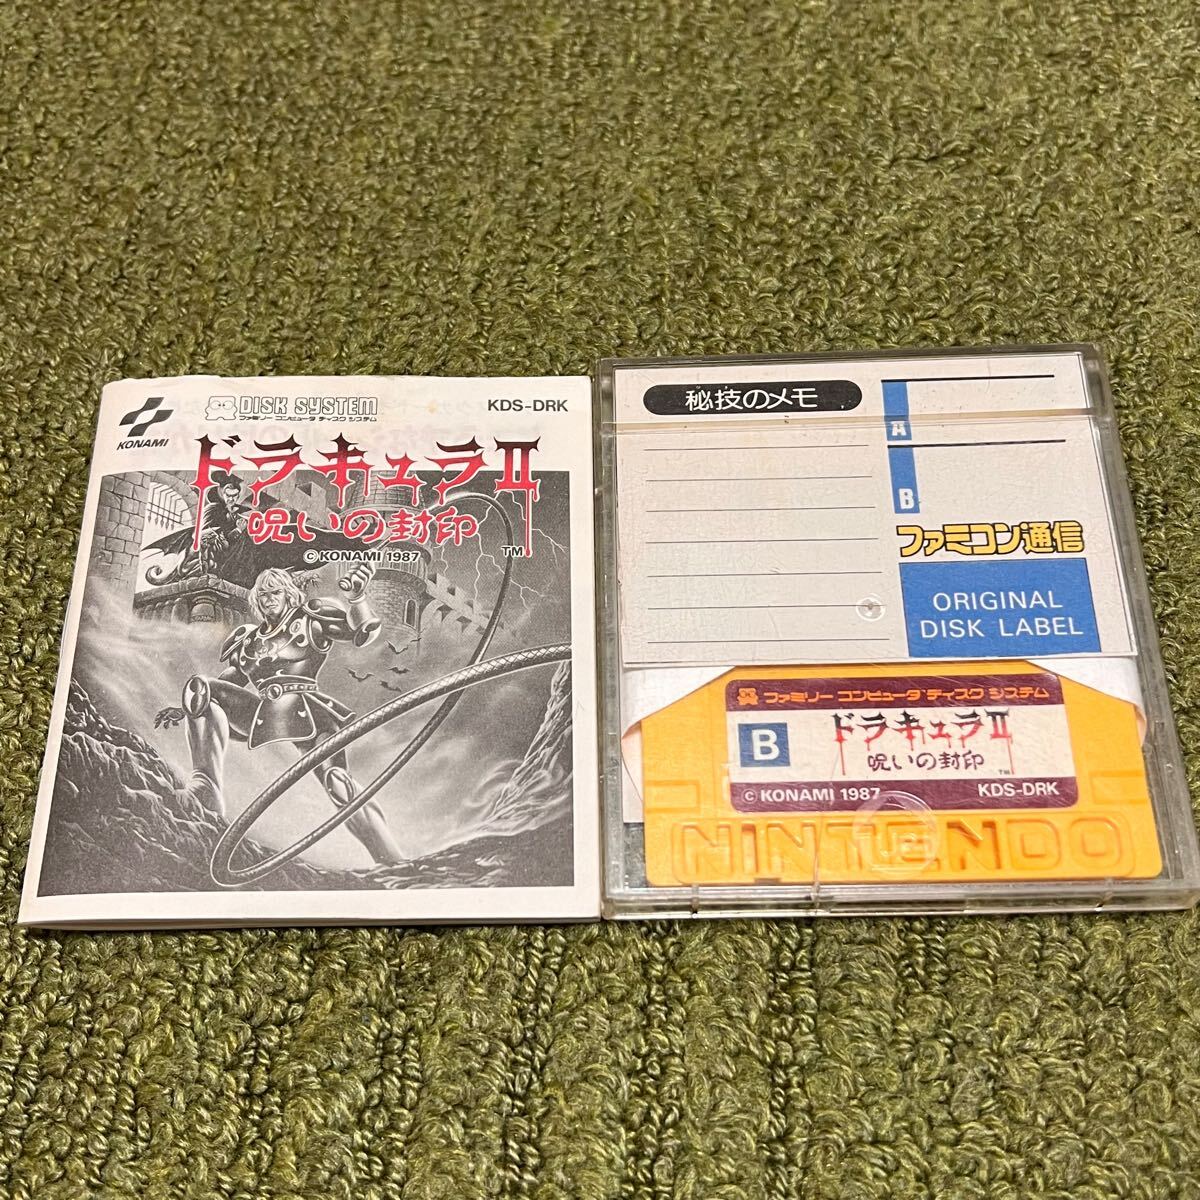 KONAMI
DISK SYSTEM
ファミリー コンピュータ ディスク システム
KDS-DRK
ドラキュラII
呪いの封印
© KONAMI 1987
TM
秘技のメモ
A
B
ファミコン通信
ORIGINAL
DISK LABEL
ファミリー コンピュータ ディスク システム
B
ドラキュラII
呪いの封印
TM
© KONAMI 1987
KDS-DRK
NINTENDO